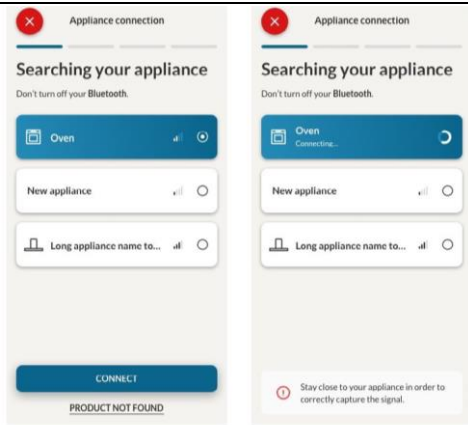 Appliance connection
Searching your appliance
Don't turn off your Bluetooth.
Oven
New appliance
Long appliance name to...
CONNECT
PRODUCT NOT FOUND
Appliance connection
Searching your appliance
Don't turn off your Bluetooth.
Oven
Connecting...
New appliance
Long appliance name to...
Stay close to your appliance in order to
correctly capture the signal.